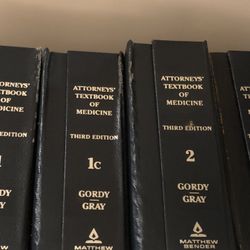 ATTORNEYS'
TEXTBOOK
OF
MEDICINE
THIRD EDITION
1c
GORDY
GRAY
MATTHEW
BENDER
ATTORNEYS'
TEXTBOOK
OF
MEDICINE
THIRD EDITION
2
GORDY
GRAY
MATTHEW
BENDER